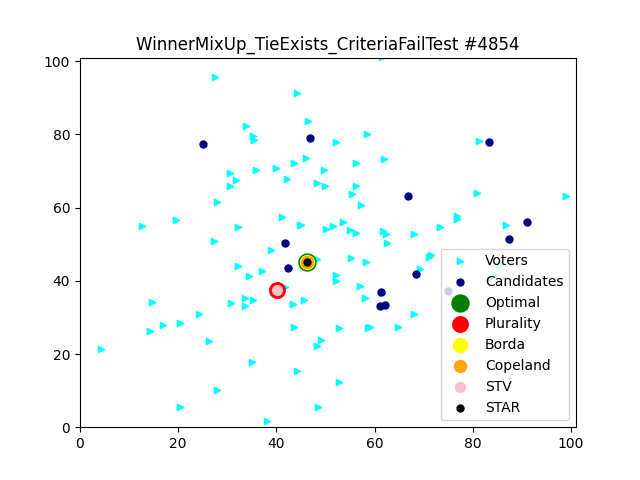 WinnerMixUp_TieExists_CriteriaFailTest #4854
100
80
60
40
20
0
0 20 40 60 80 100
Voters
Candidates
Optimal
Plurality
Borda
Copeland
STV
STAR